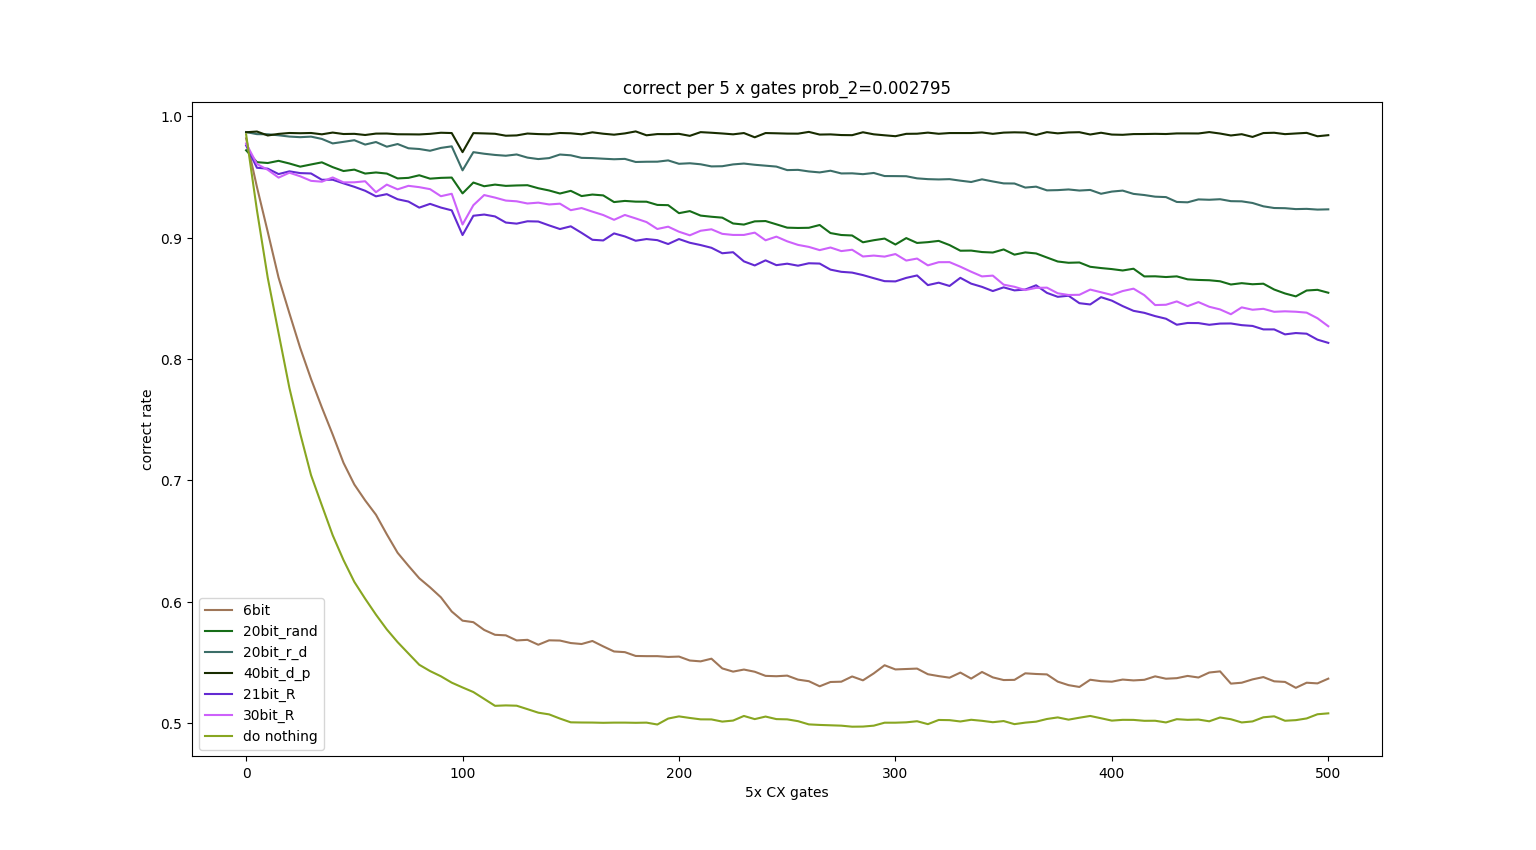 correct per 5 x gates prob_2=0.002795
1.0
0.9
0.8
0.7
0.6
0.5
correct rate
6bit
20bit_rand
20bit_r_d
40bit_d_p
21bit_R
30bit_R
do nothing
0 100 200 300 400 500
5x CX gates